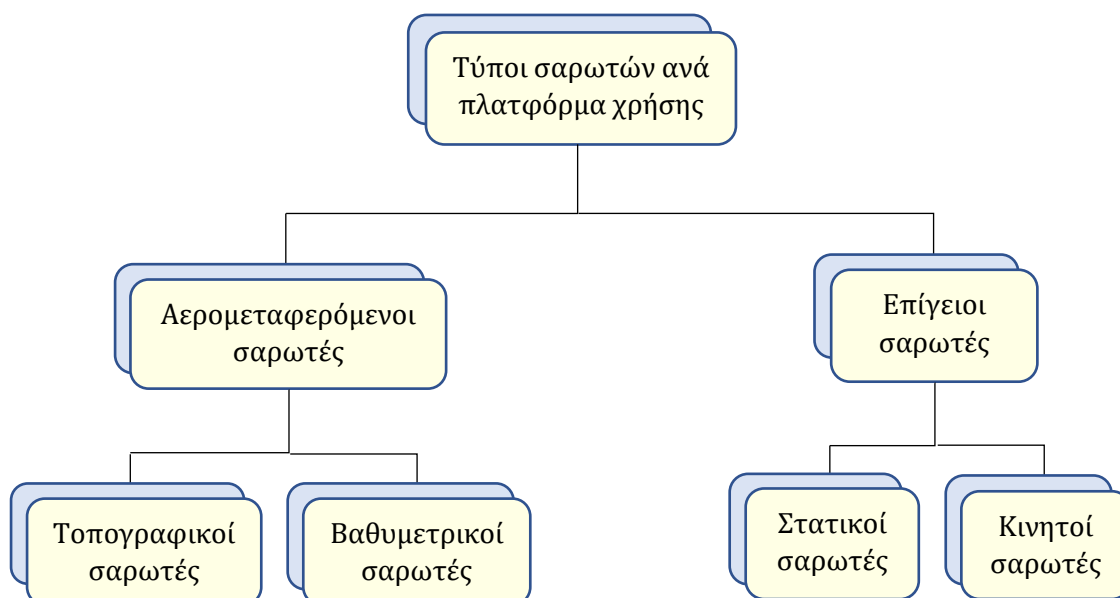 Τύποι σαρωτών ανά
πλατφόρμα χρήσης
Αερομεταφερόμενοι
σαρωτές
Επίγειοι
σαρωτές
Τοπογραφικοί
σαρωτές
Βαθυμετρικοί
σαρωτές
Στατικοί
σαρωτές
Κινητοί
σαρωτές